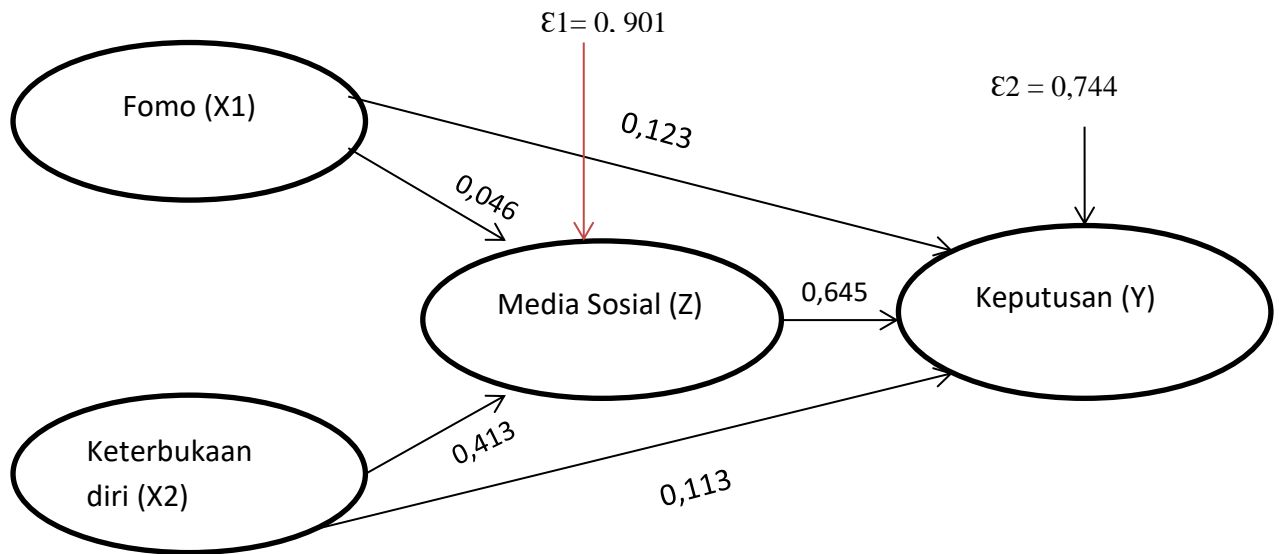 Ɛ1= 0, 901
Ɛ2 = 0,744
Fomo (X1)
0,123
0,046
Media Sosial (Z)
0,645
Keputusan (Y)
Keterbukaan
diri (X2)
0,413
0,113